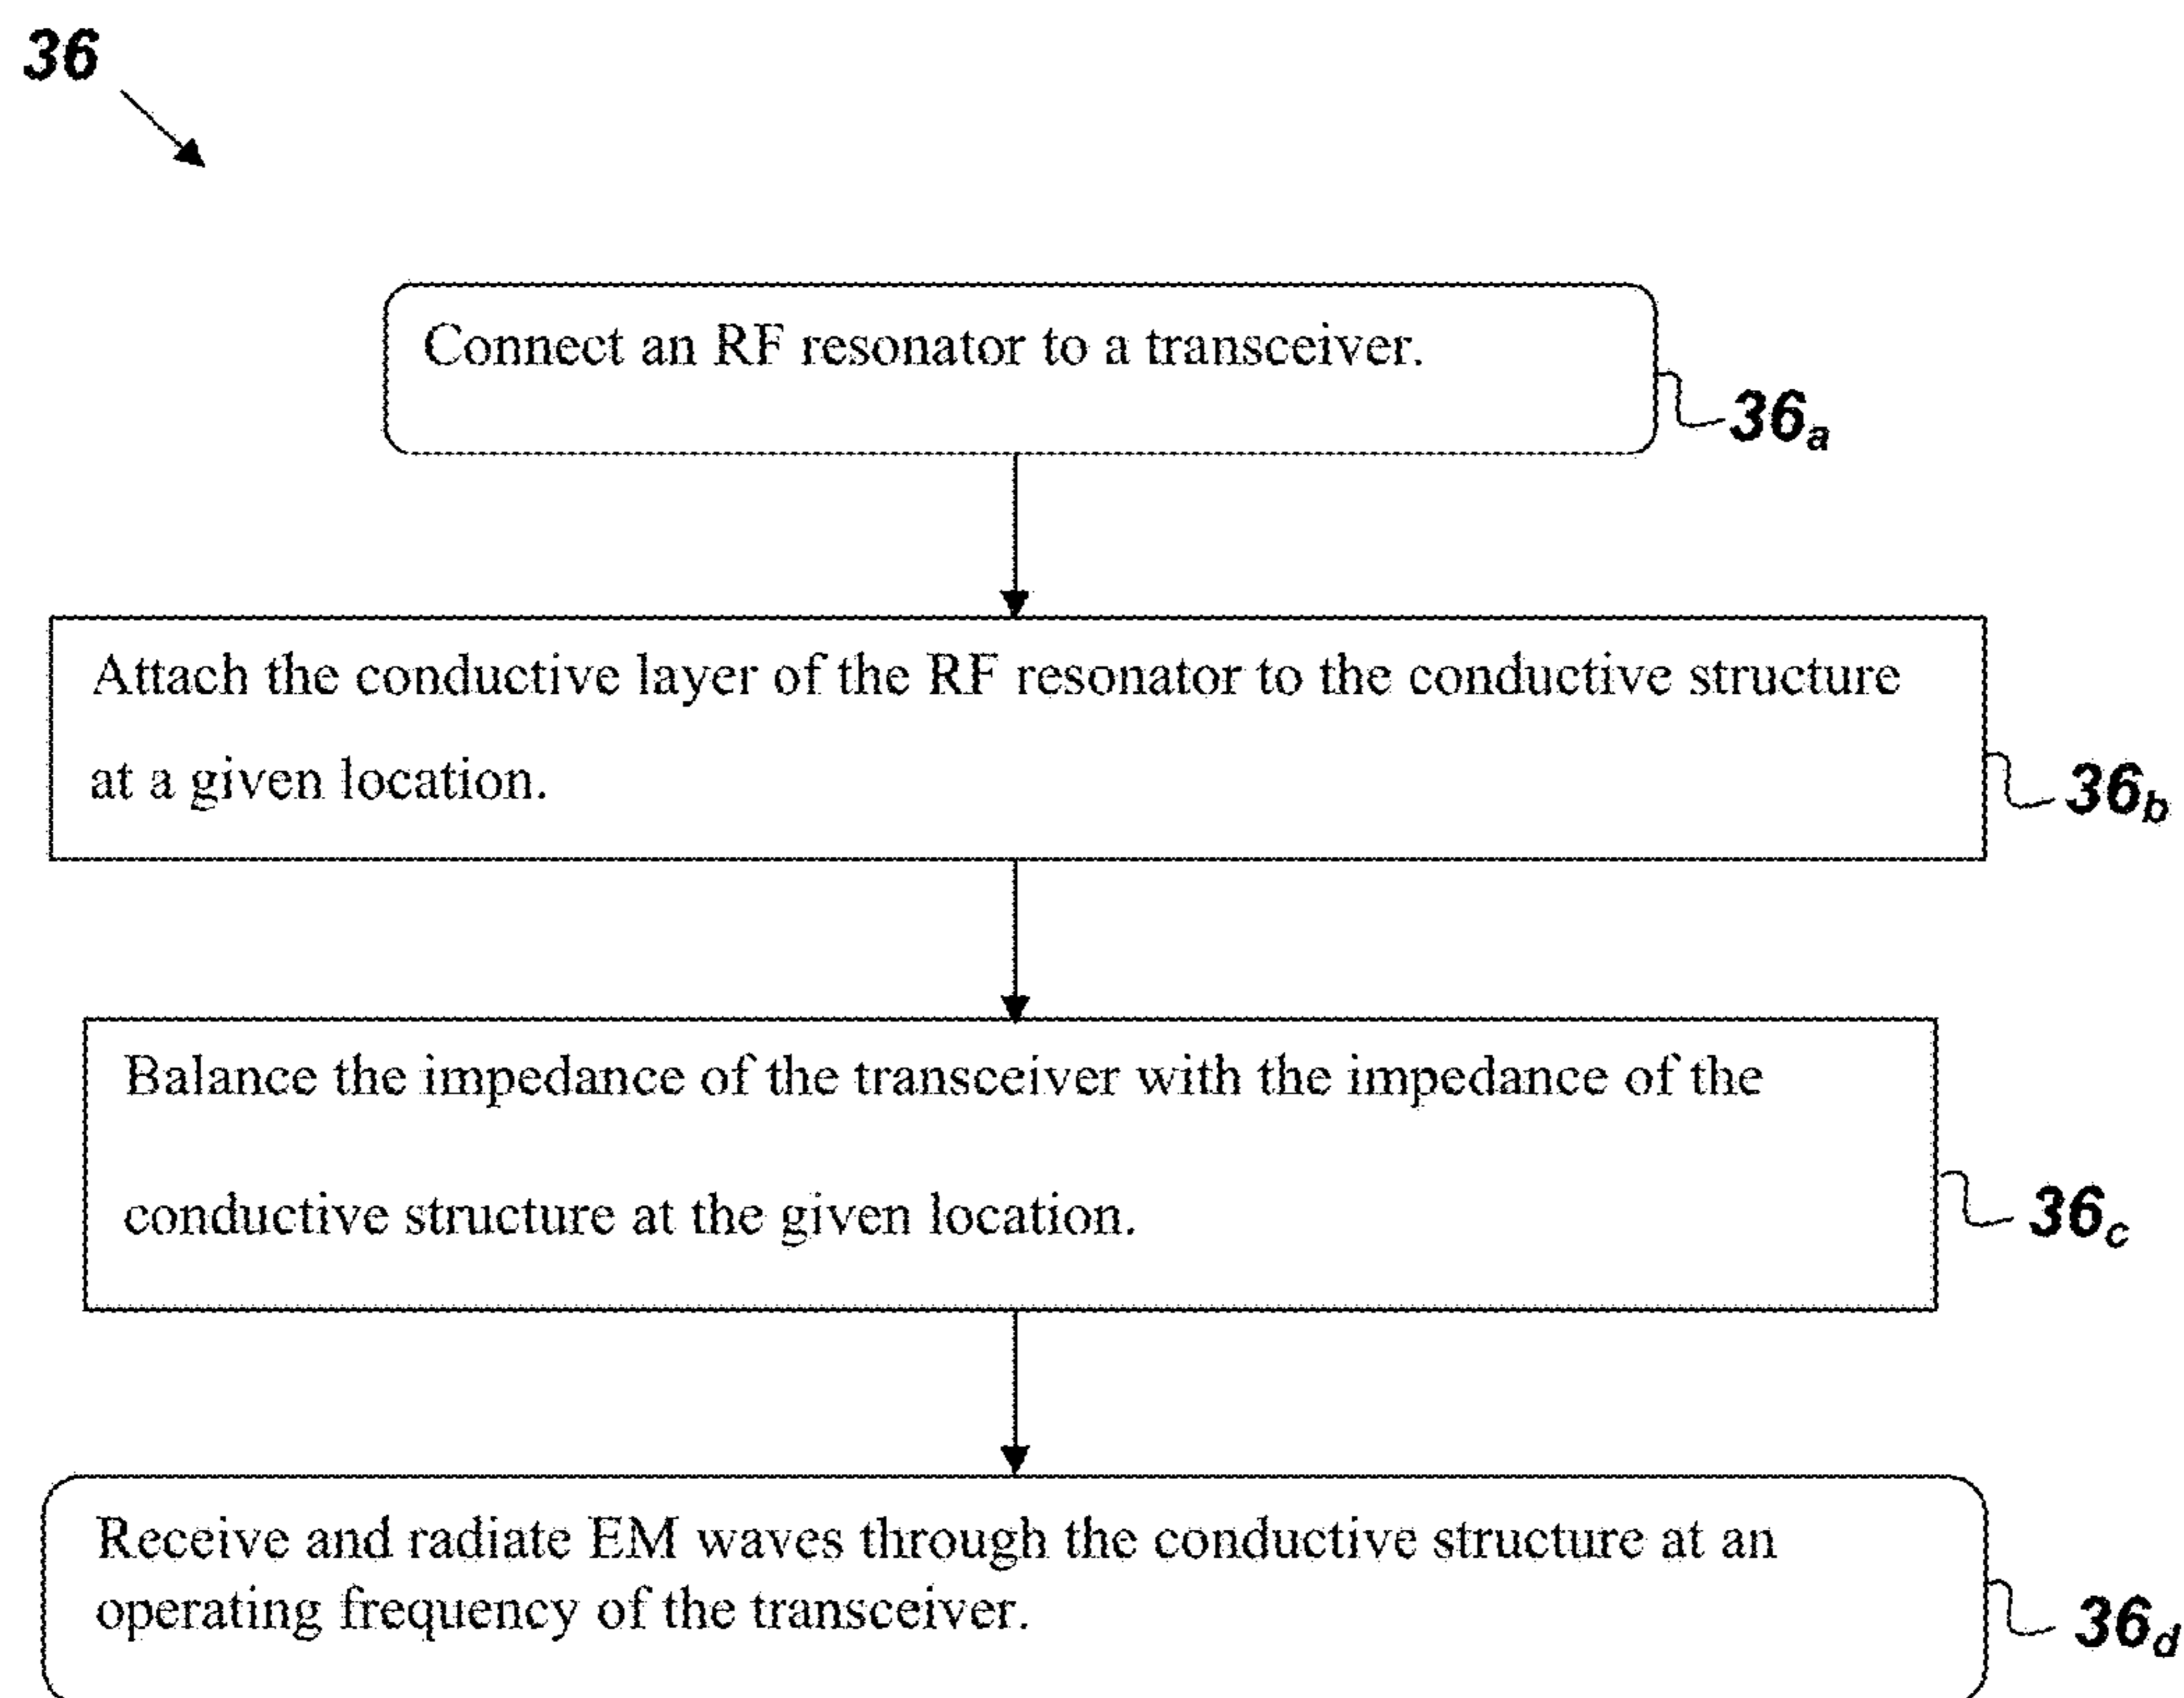 36
Connect an RF resonator to a transceiver.
36a
Attach the conductive layer of the RF resonator to the conductive structure
at a given location.
36b
Balance the impedance of the transceiver with the impedance of the
conductive structure at the given location.
36c
Receive and radiate EM waves through the conductive structure at an
operating frequency of the transceiver.
36d